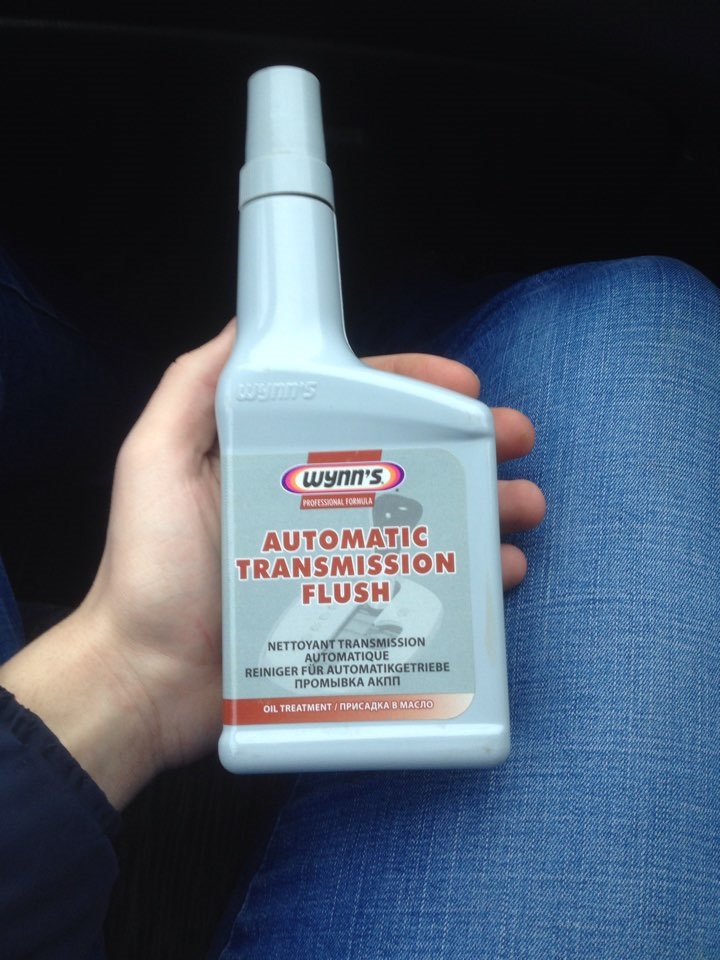 wynn's
wynn's
PROFESSIONAL FORMULA
AUTOMATIC
TRANSMISSION
FLUSH
NETTOYANT TRANSMISSION
AUTOMATIQUE
REINIGER FÜR AUTOMATIKGETRIEBE
ПРОМЫВКА АКПП
OIL TREATMENT / ПРИСАДКА В МАСЛО